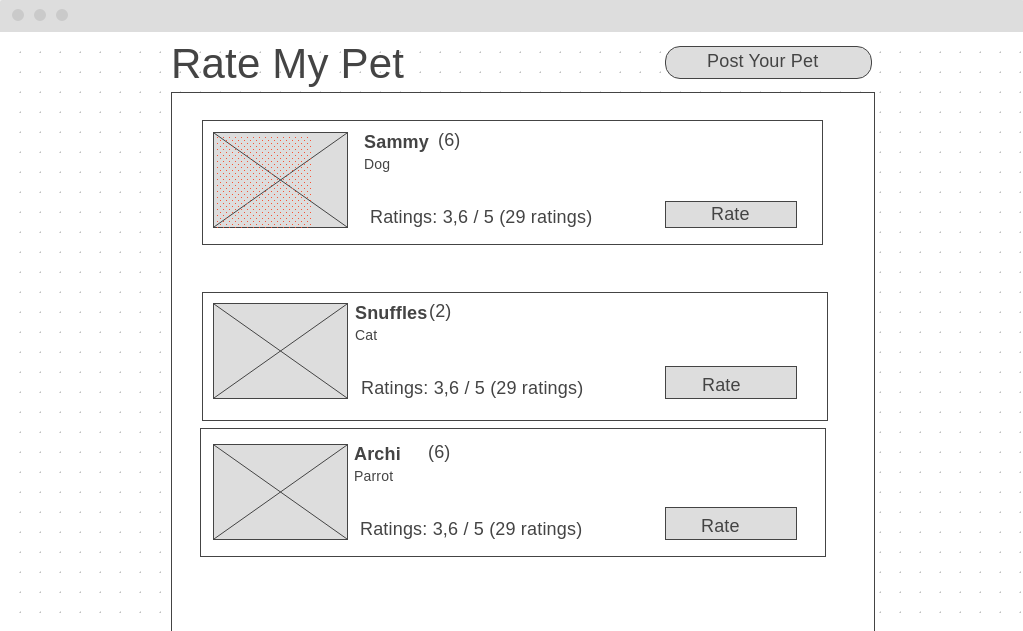 Rate My Pet
Post Your Pet
Sammy (6)
Dog
Ratings: 3,6 / 5 (29 ratings)
Rate
Snuffles (2)
Cat
Ratings: 3,6 / 5 (29 ratings)
Rate
Archi (6)
Parrot
Ratings: 3,6 / 5 (29 ratings)
Rate